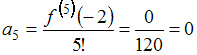 a₅ = f⁽⁵⁾(-2)/5! = 0/120 = 0